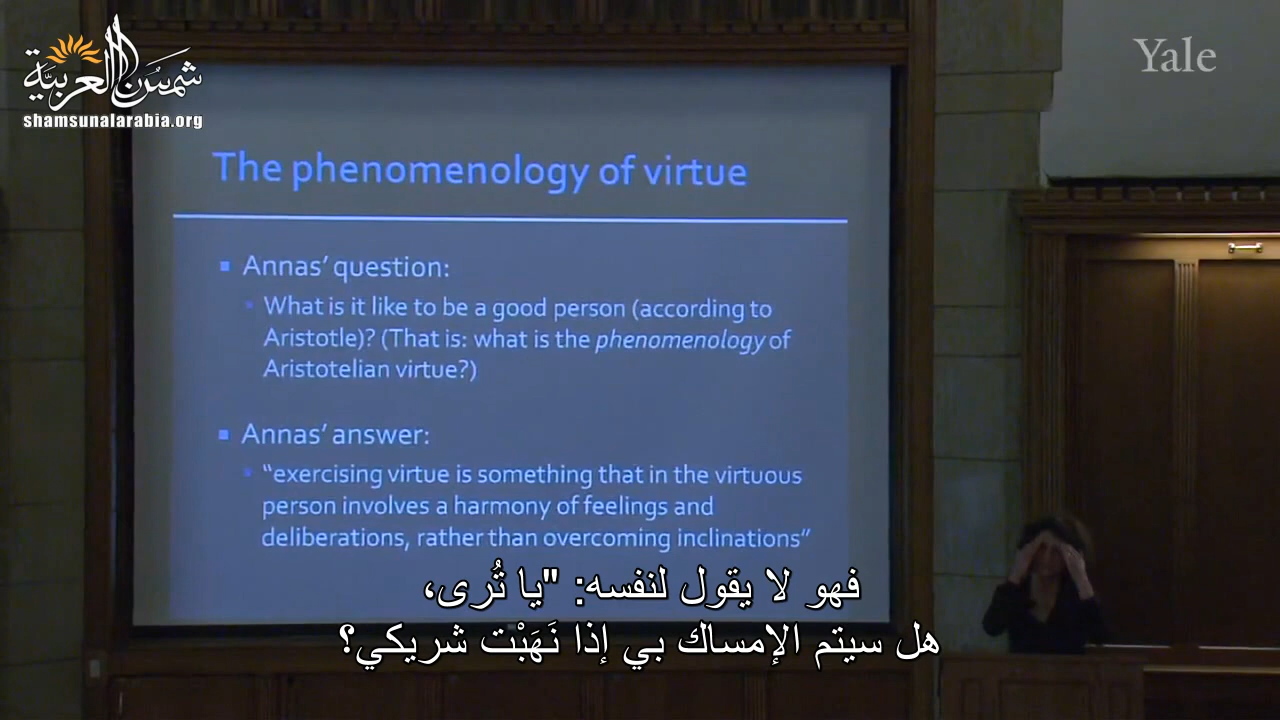 شمس العربية
shamsunalarabia.org
Yale
The phenomenology of virtue
Annas' question:
What is it like to be a good person (according to
Aristotle)? (That is: what is the phenomenology of
Aristotelian virtue?)
Annas' answer:
"exercising virtue is something that in the virtuous
person involves a harmony of feelings and
deliberations, rather than overcoming inclinations"
فهو لا يقول لنفسه: "يا تُرى،
هل سيتم الإمساك بي إذا نَهَبْت شريكي؟